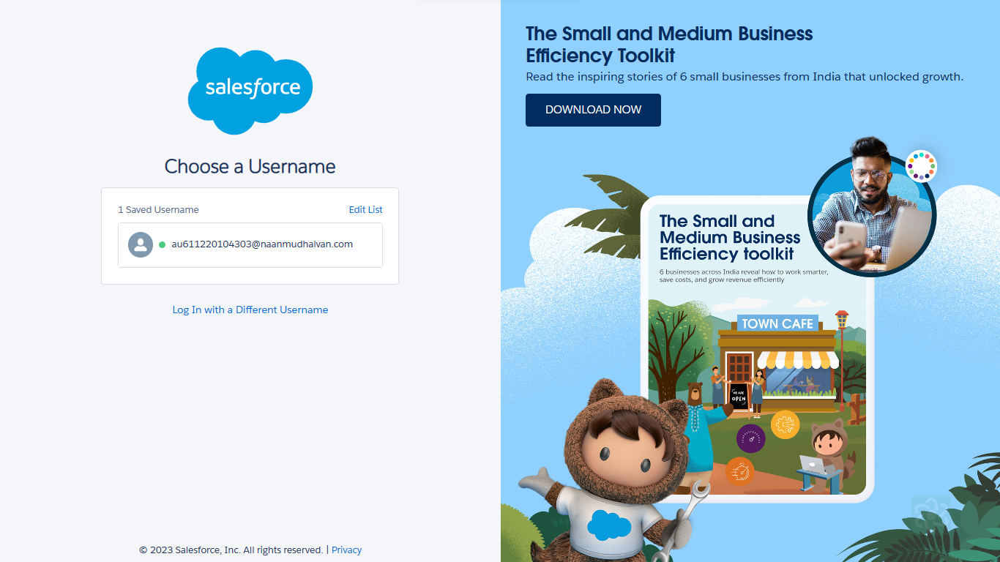 salesforce
Choose a Username
1 Saved Username
Edit List
au611220104303@naanmudhalvan.com
Log In with a Different Username
© 2023 Salesforce, Inc. All rights reserved. | Privacy
The Small and Medium Business
Efficiency Toolkit
Read the inspiring stories of 6 small businesses from India that unlocked growth.
DOWNLOAD NOW
The Small and
Medium Business
Efficiency toolkit
6 businesses across India reveal how to work smarter,
save costs, and grow revenue efficiently
TOWN CAFE
WE ARE
OPEN